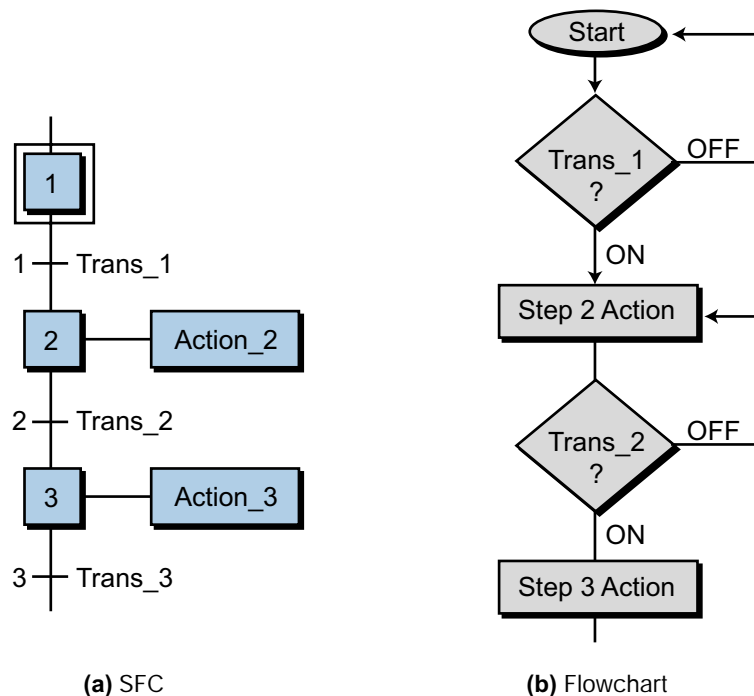 1
1 Trans_1
2 Action_2
2 Trans_2
3 Action_3
3 Trans_3
(a) SFC
Start
Trans_1
?
OFF
ON
Step 2 Action
Trans_2
?
OFF
ON
Step 3 Action
(b) Flowchart